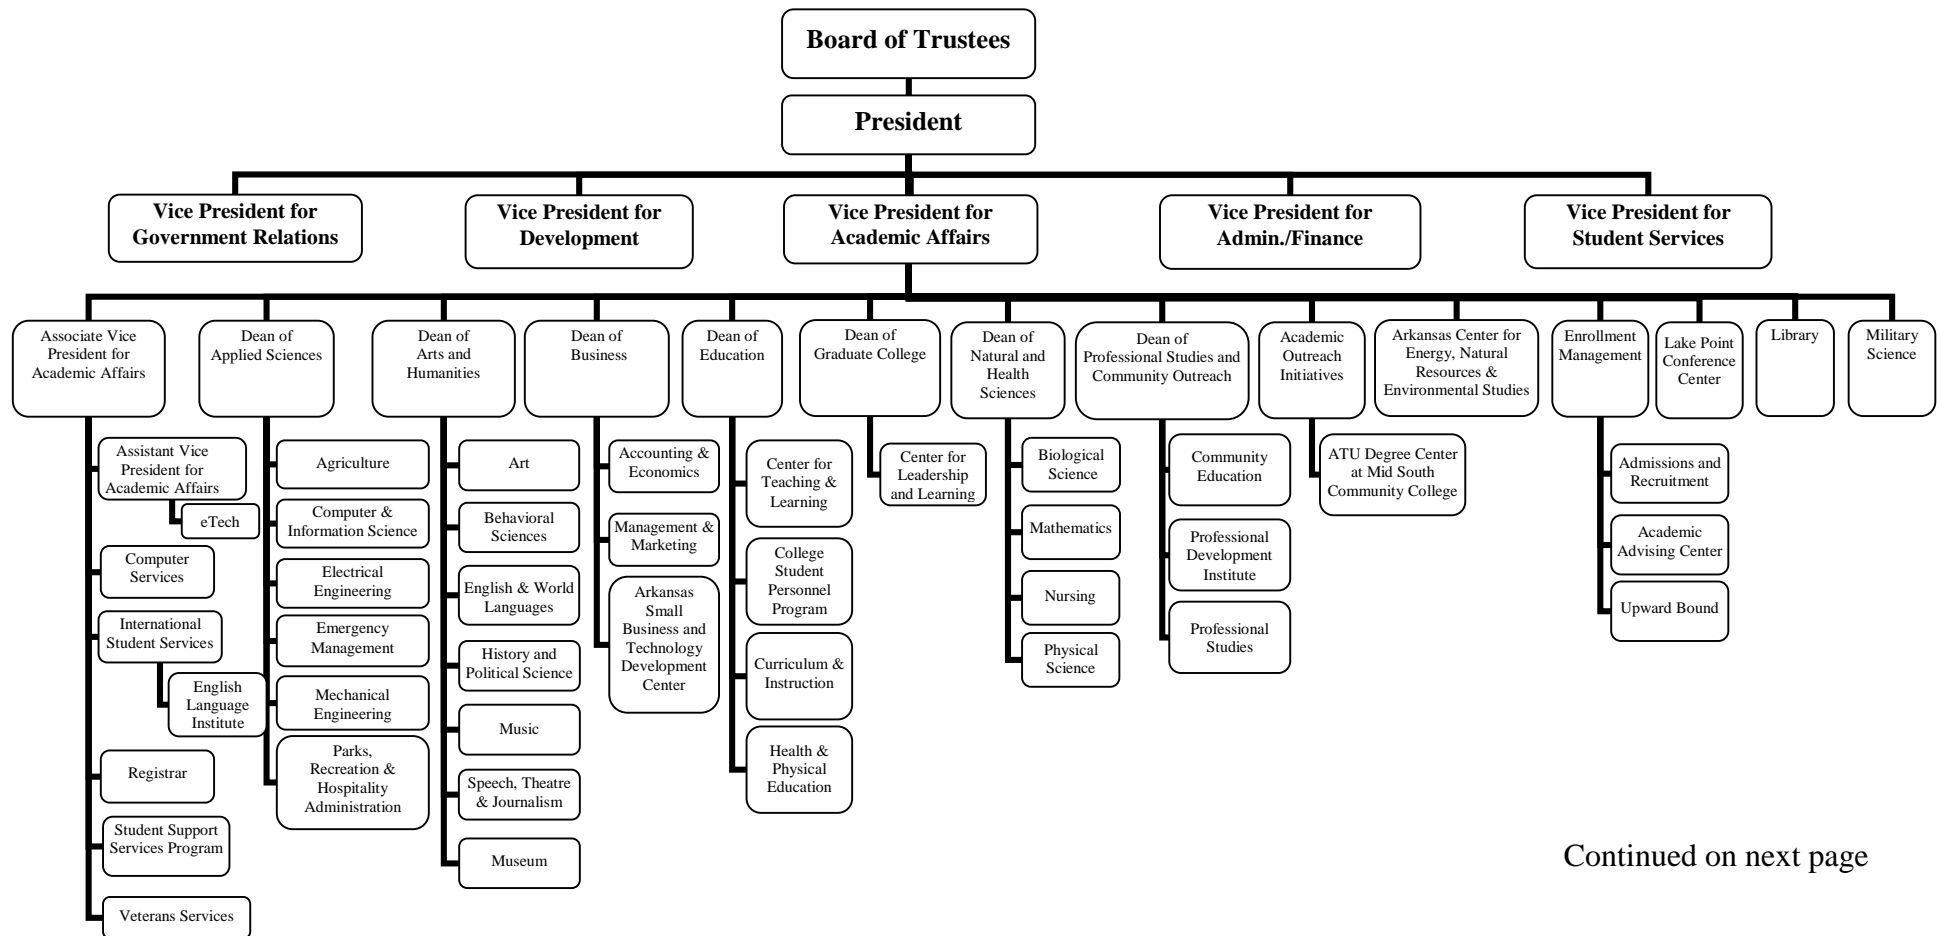 Board of Trustees
President
Vice President for
Government Relations
Vice President for
Development
Vice President for
Academic Affairs
Vice President for
Admin./Finance
Vice President for
Student Services
Associate Vice
President for
Academic Affairs
Dean of
Applied Sciences
Dean of
Arts and
Humanities
Dean of
Business
Dean of
Education
Dean of
Graduate College
Dean of
Natural and
Health
Sciences
Dean of
Professional Studies and
Community Outreach
Academic
Outreach
Initiatives
Arkansas Center for
Energy, Natural
Resources &
Environmental Studies
Enrollment
Management
Lake Point
Conference
Center
Library
Military
Science
Assistant Vice
President for
Academic Affairs
eTech
Computer
Services
International
Student Services
English
Language
Institute
Registrar
Student Support
Services Program
Veterans Services
Agriculture
Computer &
Information Science
Electrical
Engineering
Emergency
Management
Mechanical
Engineering
Parks,
Recreation &
Hospitality
Administration
Art
Behavioral
Sciences
English & World
Languages
History and
Political Science
Music
Speech, Theatre
& Journalism
Museum
Accounting &
Economics
Management &
Marketing
Arkansas
Small
Business and
Technology
Development
Center
Center for
Teaching &
Learning
College
Student
Personnel
Program
Curriculum &
Instruction
Health &
Physical
Education
Center for
Leadership
and Learning
Biological
Science
Mathematics
Nursing
Physical
Science
Community
Education
Professional
Development
Institute
Professional
Studies
ATU Degree Center
at Mid South
Community College
Admissions and
Recruitment
Academic
Advising Center
Upward Bound
Continued on next page